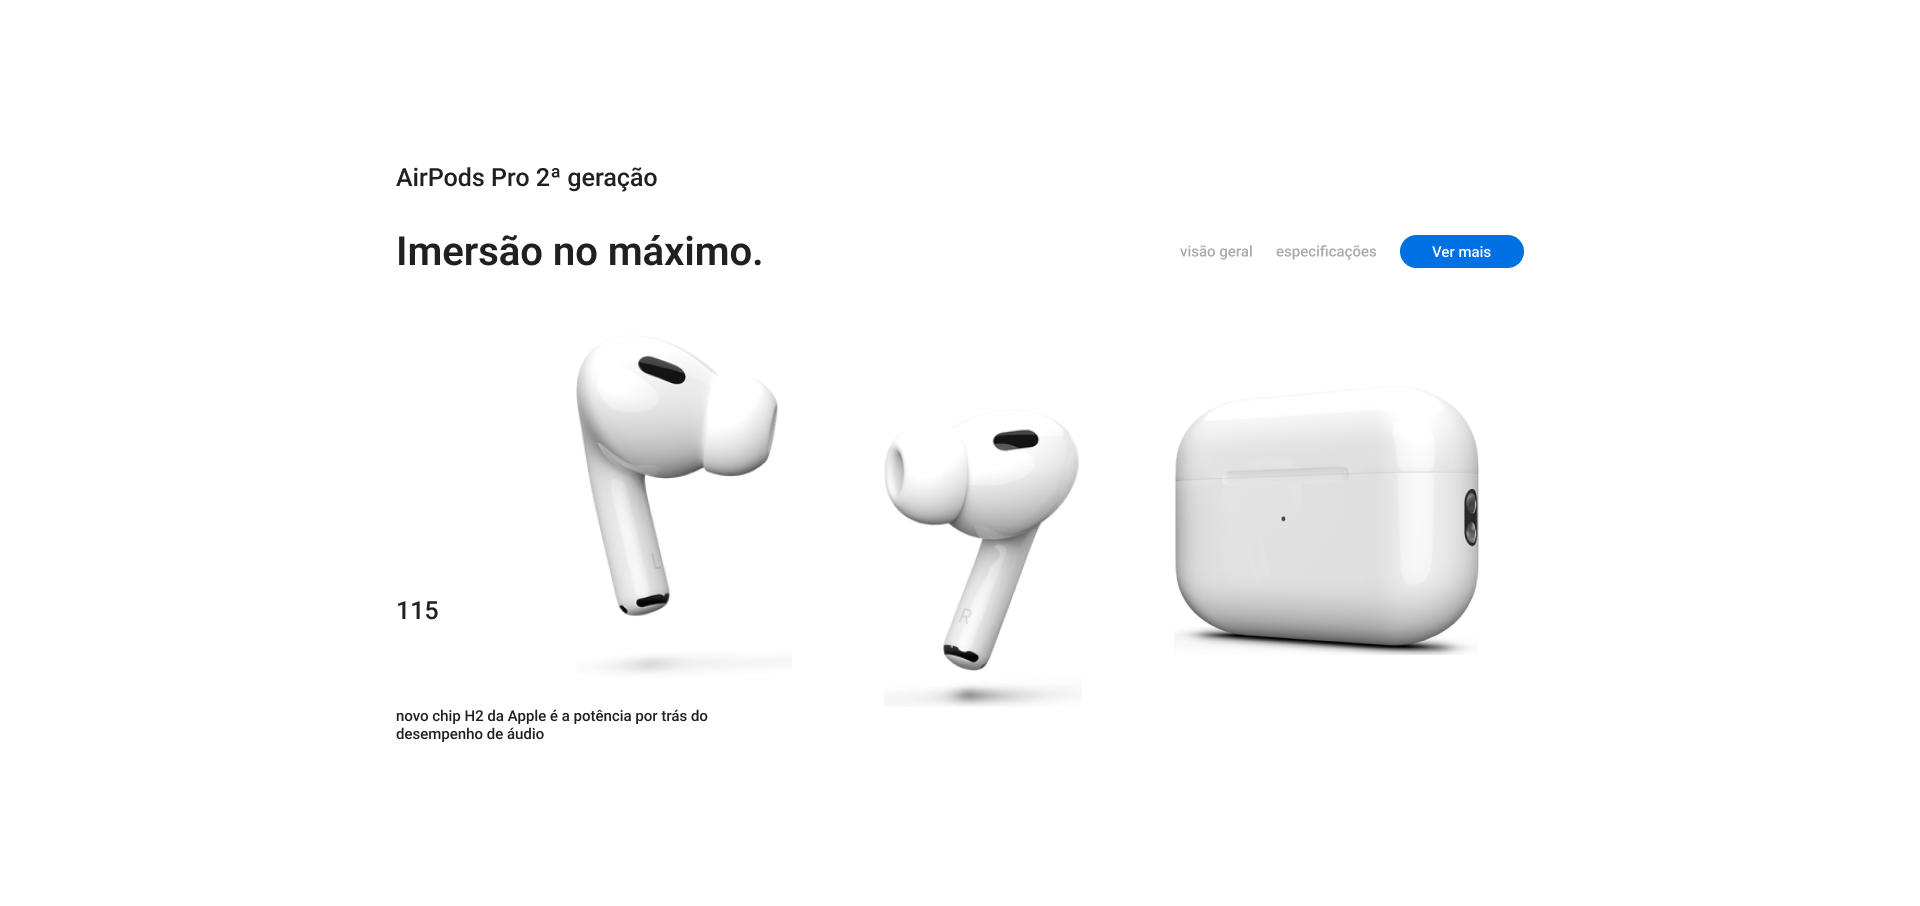 AirPods Pro 2ª geração
Imersão no máximo.
visão geral
especificações
Ver mais
L
R
115
novo chip H2 da Apple é a potência por trás do
desempenho de áudio